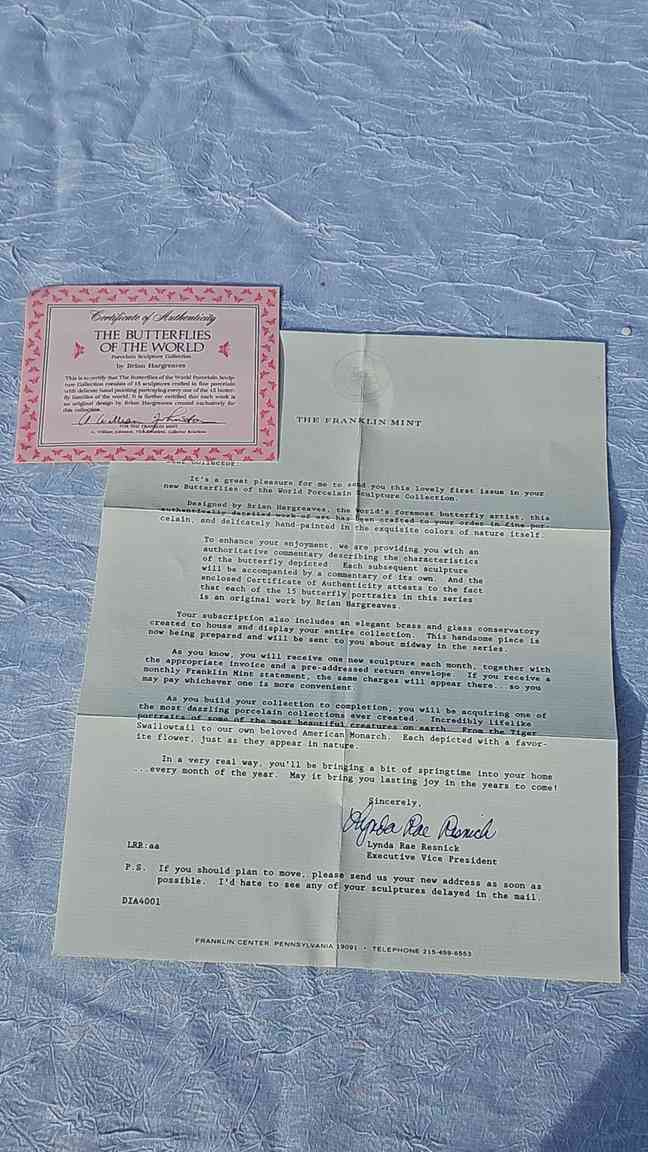 Certificate of Authenticity
THE BUTTERFLIES
OF THE WORLD
Porcelain Sculpture Collection
by Brian Hargreaves
This is to certify that The Butterflies of the World Porcelain Sculp-
ture Collection consists of 15 sculptures crafted in fine porcelain
with delicate hand painting portraying every one of the 15 butter-
fly families of the world. It is further certified that each work is
an original design by Brian Hargreaves created exclusively for
this collection.
FOR THE FRANKLIN MINT
THE FRANKLIN MINT
Dear Collector:
It's a great pleasure for me to send you this lovely first issue in your
new Butterflies of the World Porcelain Sculpture Collection.
Designed by Brian Hargreaves, the world's foremost butterfly artist, this
authentically detailed work of art has been crafted to your order in fine por-
celain, and delicately hand-painted in the exquisite colors of nature itself.
To enhance your enjoyment, we are providing you with an
authoritative commentary describing the characteristics
of the butterfly depicted. Each subsequent sculpture
will be accompanied by a commentary of its own. And the
enclosed Certificate of Authenticity attests to the fact
that each of the 15 butterfly portraits in this series
is an original work by Brian Hargreaves.
Your subscription also includes an elegant brass and glass conservatory
created to house and display your entire collection. This handsome piece is
now being prepared and will be sent to you about midway in the series.
As you know, you will receive one new sculpture each month, together with
the appropriate invoice and a pre-addressed return envelope. If you receive a
monthly Franklin Mint statement, the same charges will appear there...so you
may pay whichever one is more convenient.
As you build your collection to completion, you will be acquiring one of
the most dazzling porcelain collections ever created. Incredibly lifelike
portraits of some of the most beautiful creatures on earth. From the Tiger
Swallowtail to our own beloved American Monarch. Each depicted with a favor-
ite flower, just as they appear in nature.
In a very real way, you'll be bringing a bit of springtime into your home
...every month of the year. May it bring you lasting joy in the years to come!
Sincerely,
Lynda Rae Resnick
LRR:aa
Lynda Rae Resnick
Executive Vice President
P.S. If you should plan to move, please send us your new address as soon as
possible. I'd hate to see any of your sculptures delayed in the mail.
DIA4001
FRANKLIN CENTER, PENNSYLVANIA 19091 · TELEPHONE 215-459-6553